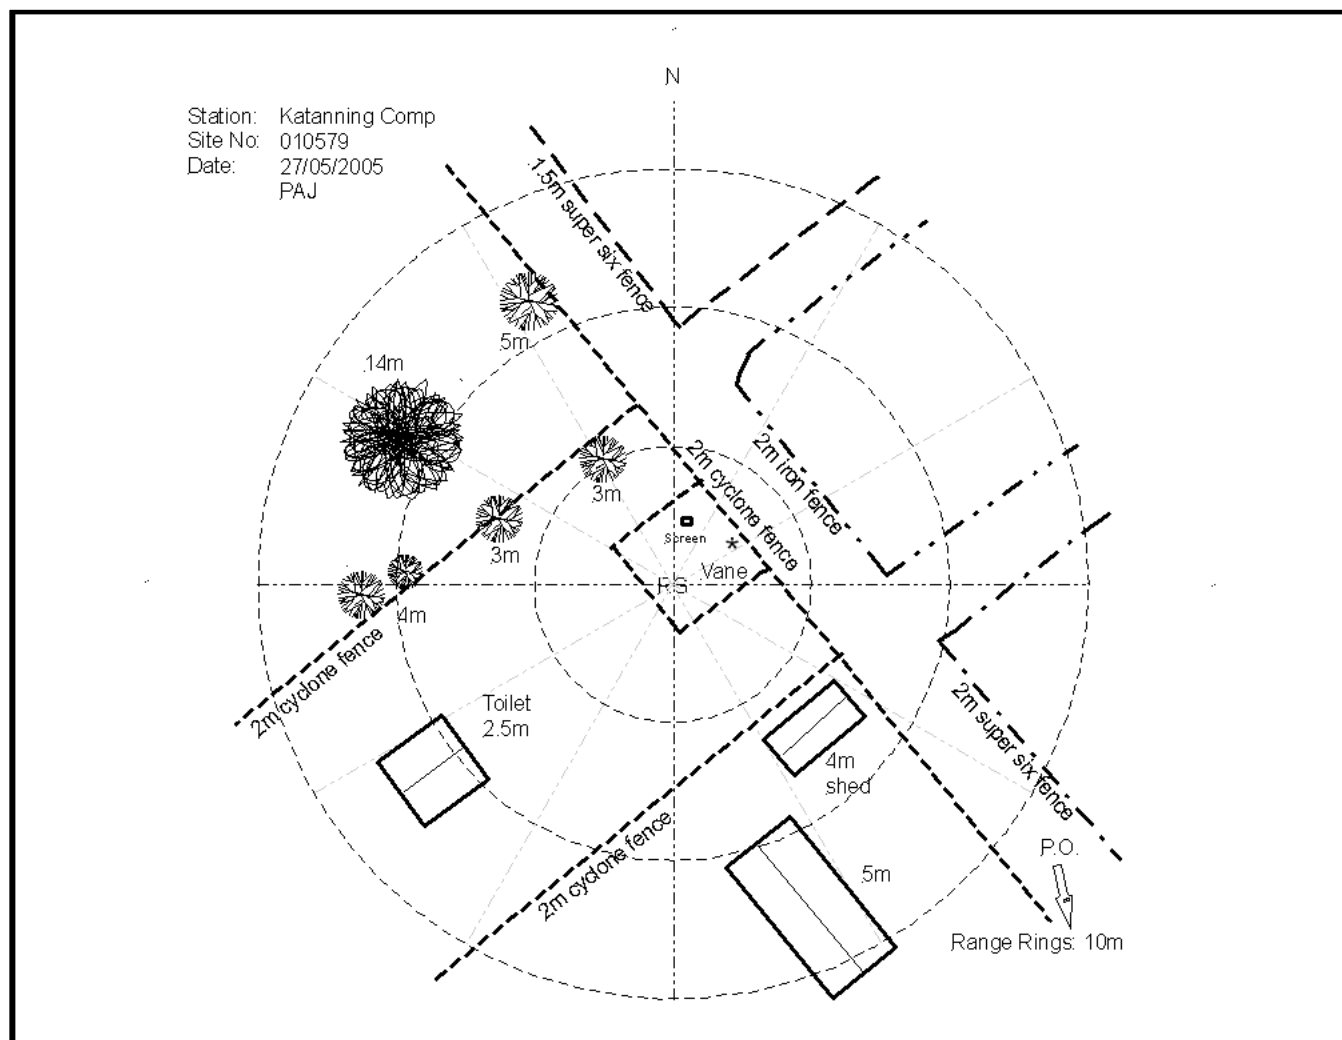 N
Station: Katanning Comp
Site No: 010579
Date: 27/05/2005
PAJ
1.5m super six fence
5m
14m
2m cyclone fence
2m iron fence
3m
3m
Screen
Vane
RG
4m
2m cyclone fence
Toilet
2.5m
4m
shed
2m super six fence
2m cyclone fence
P.O.
5m
Range Rings: 10m